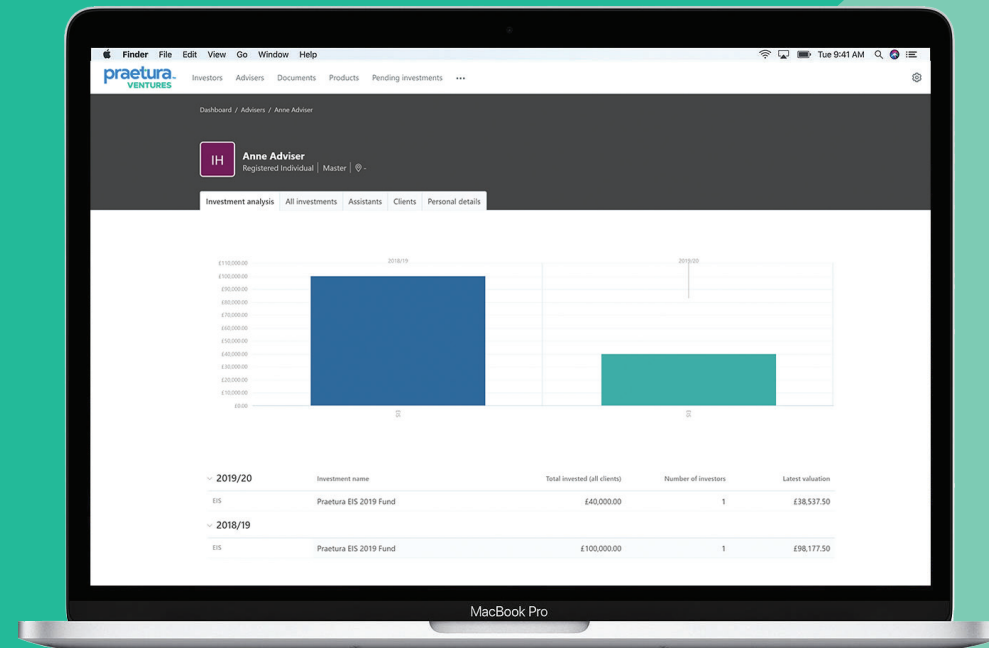 Finder File Edit View Go Window Help Tue 9:41 AM
praetura
VENTURES
Investors Advisers Documents Products Pending investments •••
Dashboard / Advisers / Anne Adviser
IH
Anne Adviser
Registered Individual | Master | -
Investment analysis All investments Assistants Clients Personal details
2018/19 2019/20
£110,000.00
£100,000.00
£90,000.00
£80,000.00
£70,000.00
£60,000.00
£50,000.00
£40,000.00
£30,000.00
£20,000.00
£10,000.00
£0.00
EIS EIS
2019/20 Investment name Total invested (all clients) Number of investors Latest valuation
EIS Praetura EIS 2019 Fund £40,000.00 1 £38,537.50
2018/19
EIS Praetura EIS 2019 Fund £100,000.00 1 £98,177.50
MacBook Pro